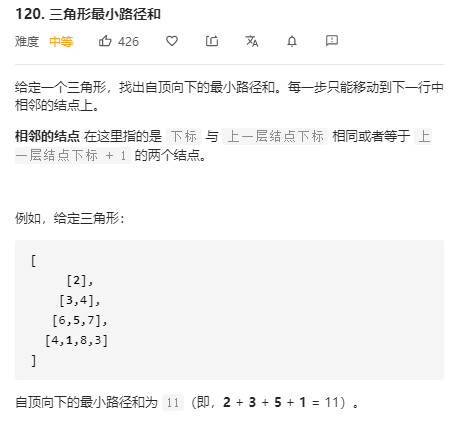 120. 三角形最小路径和
难度 中等 426
给定一个三角形，找出自顶向下的最小路径和。每一步只能移动到下一行中
相邻的结点上。
相邻的结点 在这里指的是 下标 与 上一层结点下标 相同或者等于 上
一层结点下标 + 1 的两个结点。
例如，给定三角形：
[
[2],
[3,4],
[6,5,7],
[4,1,8,3]
]
自顶向下的最小路径和为 11（即，2 + 3 + 5 + 1 = 11）。